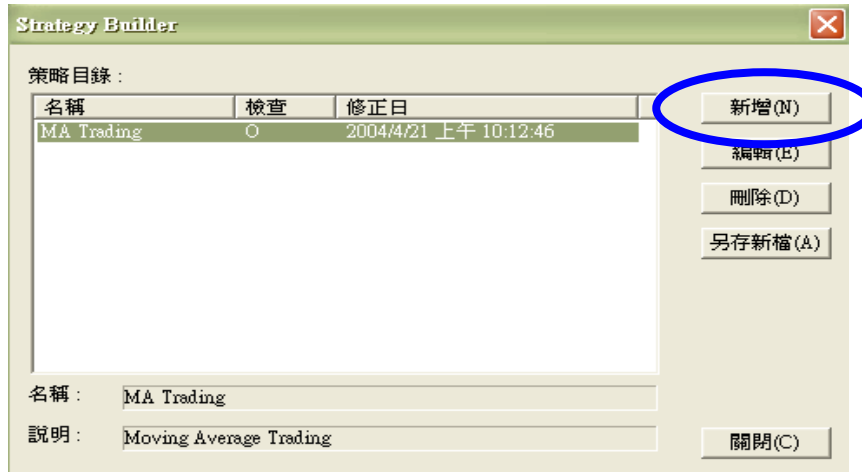 Strategy Builder
策略目錄：
名稱 檢查 修正日
MA Trading O 2004/4/21 上午 10:12:46
新增(N)
編輯(E)
刪除(D)
另存新檔(A)
名稱： MA Trading
説明： Moving Average Trading
關閉(C)